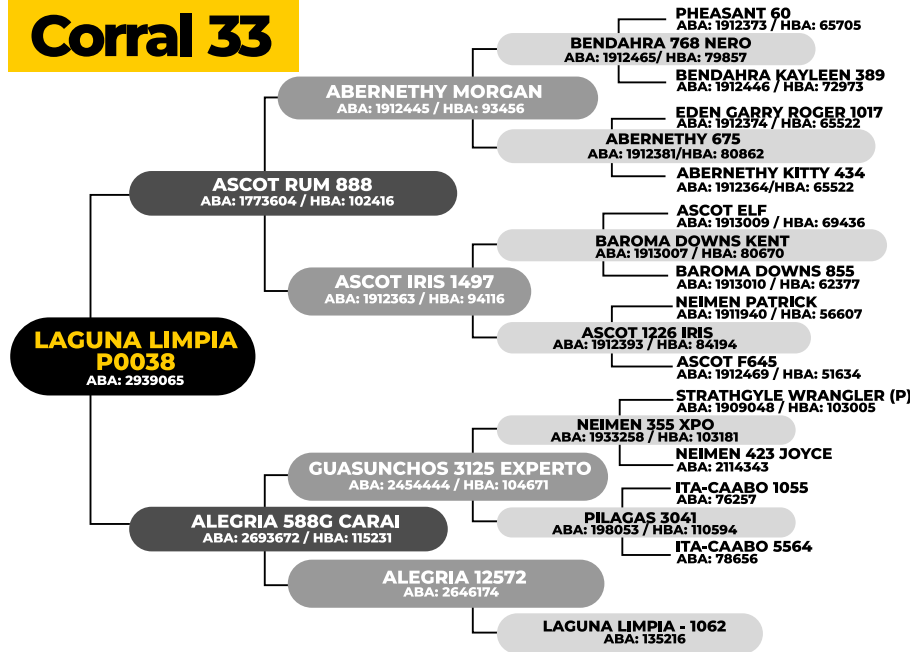 Corral 33
PHEASANT 60
ABA: 1912373 / HBA: 65705
BENDAHRA 768 NERO
ABA: 1912465/ HBA: 79857
BENDAHRA KAYLEEN 389
ABA: 1912446 / HBA: 72973
ABERNETHY MORGAN
ABA: 1912445 / HBA: 93456
EDEN GARRY ROGER 1017
ABA: 1912374 / HBA: 65522
ABERNETHY 675
ABA: 1912381/HBA: 80862
ABERNETHY KITTY 434
ABA: 1912364/HBA: 65522
ASCOT RUM 888
ABA: 1773604 / HBA: 102416
ASCOT ELF
ABA: 1913009 / HBA: 69436
BAROMA DOWNS KENT
ABA: 1913007 / HBA: 80670
BAROMA DOWNS 855
ABA: 1913010 / HBA: 62377
ASCOT IRIS 1497
ABA: 1912363 / HBA: 94116
NEIMEN PATRICK
ABA: 1911940 / HBA: 56607
ASCOT 1226 IRIS
ABA: 1912393 / HBA: 84194
ASCOT F645
ABA: 1912469 / HBA: 51634
LAGUNA LIMPIA
P0038
ABA: 2939065
STRATHGYLE WRANGLER (P)
ABA: 1909048 / HBA: 103005
NEIMEN 355 XPO
ABA: 1933258 / HBA: 103181
NEIMEN 423 JOYCE
ABA: 2114343
GUASUNCHOS 3125 EXPERTO
ABA: 2454444 / HBA: 104671
ITA-CAABO 1055
ABA: 76257
PILAGAS 3041
ABA: 198053 / HBA: 110594
ITA-CAABO 5564
ABA: 78656
ALEGRIA 588G CARAI
ABA: 2693672 / HBA: 115231
ALEGRIA 12572
ABA: 2646174
LAGUNA LIMPIA - 1062
ABA: 135216